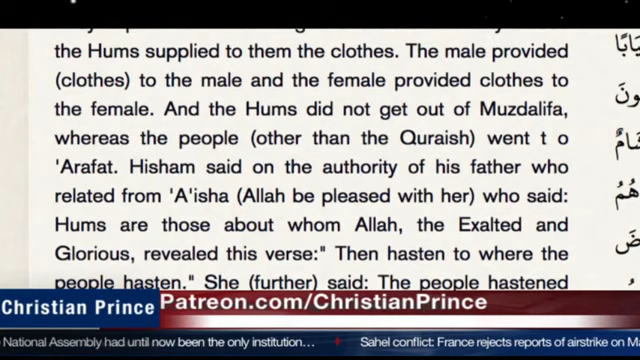 the Hums supplied to them the clothes. The male provided
(clothes) to the male and the female provided clothes to
the female. And the Hums did not get out of Muzdalifa,
whereas the people (other than the Quraish) went t o
'Arafat. Hisham said on the authority of his father who
related from 'A'isha (Allah be pleased with her) who said:
Hums are those about whom Allah, the Exalted and
Glorious, revealed this verse:" Then hasten to where the
people hasten." She (further) said: The people hastened
Christian Prince
Patreon.com/ChristianPrince
National Assembly had until now been the only institution… Sahel conflict: France rejects reports of airstrike on M